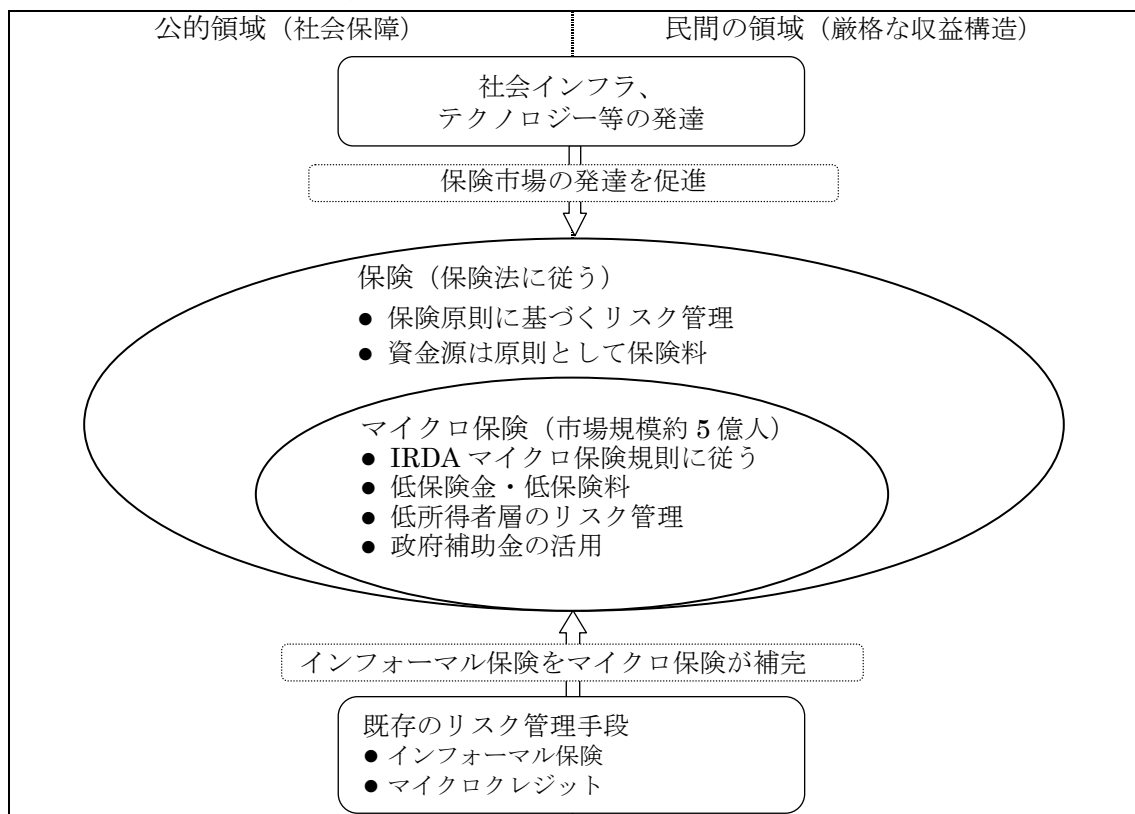 公的領域（社会保障）
民間の領域（厳格な収益構造）
社会インフラ、
テクノロジー等の発達
保険市場の発達を促進
保険（保険法に従う）
● 保険原則に基づくリスク管理
● 資金源は原則として保険料
マイクロ保険（市場規模約 5 億人）
● IRDA マイクロ保険規則に従う
● 低保険金・低保険料
● 低所得者層のリスク管理
● 政府補助金の活用
インフォーマル保険をマイクロ保険が補完
既存のリスク管理手段
● インフォーマル保険
● マイクロクレジット